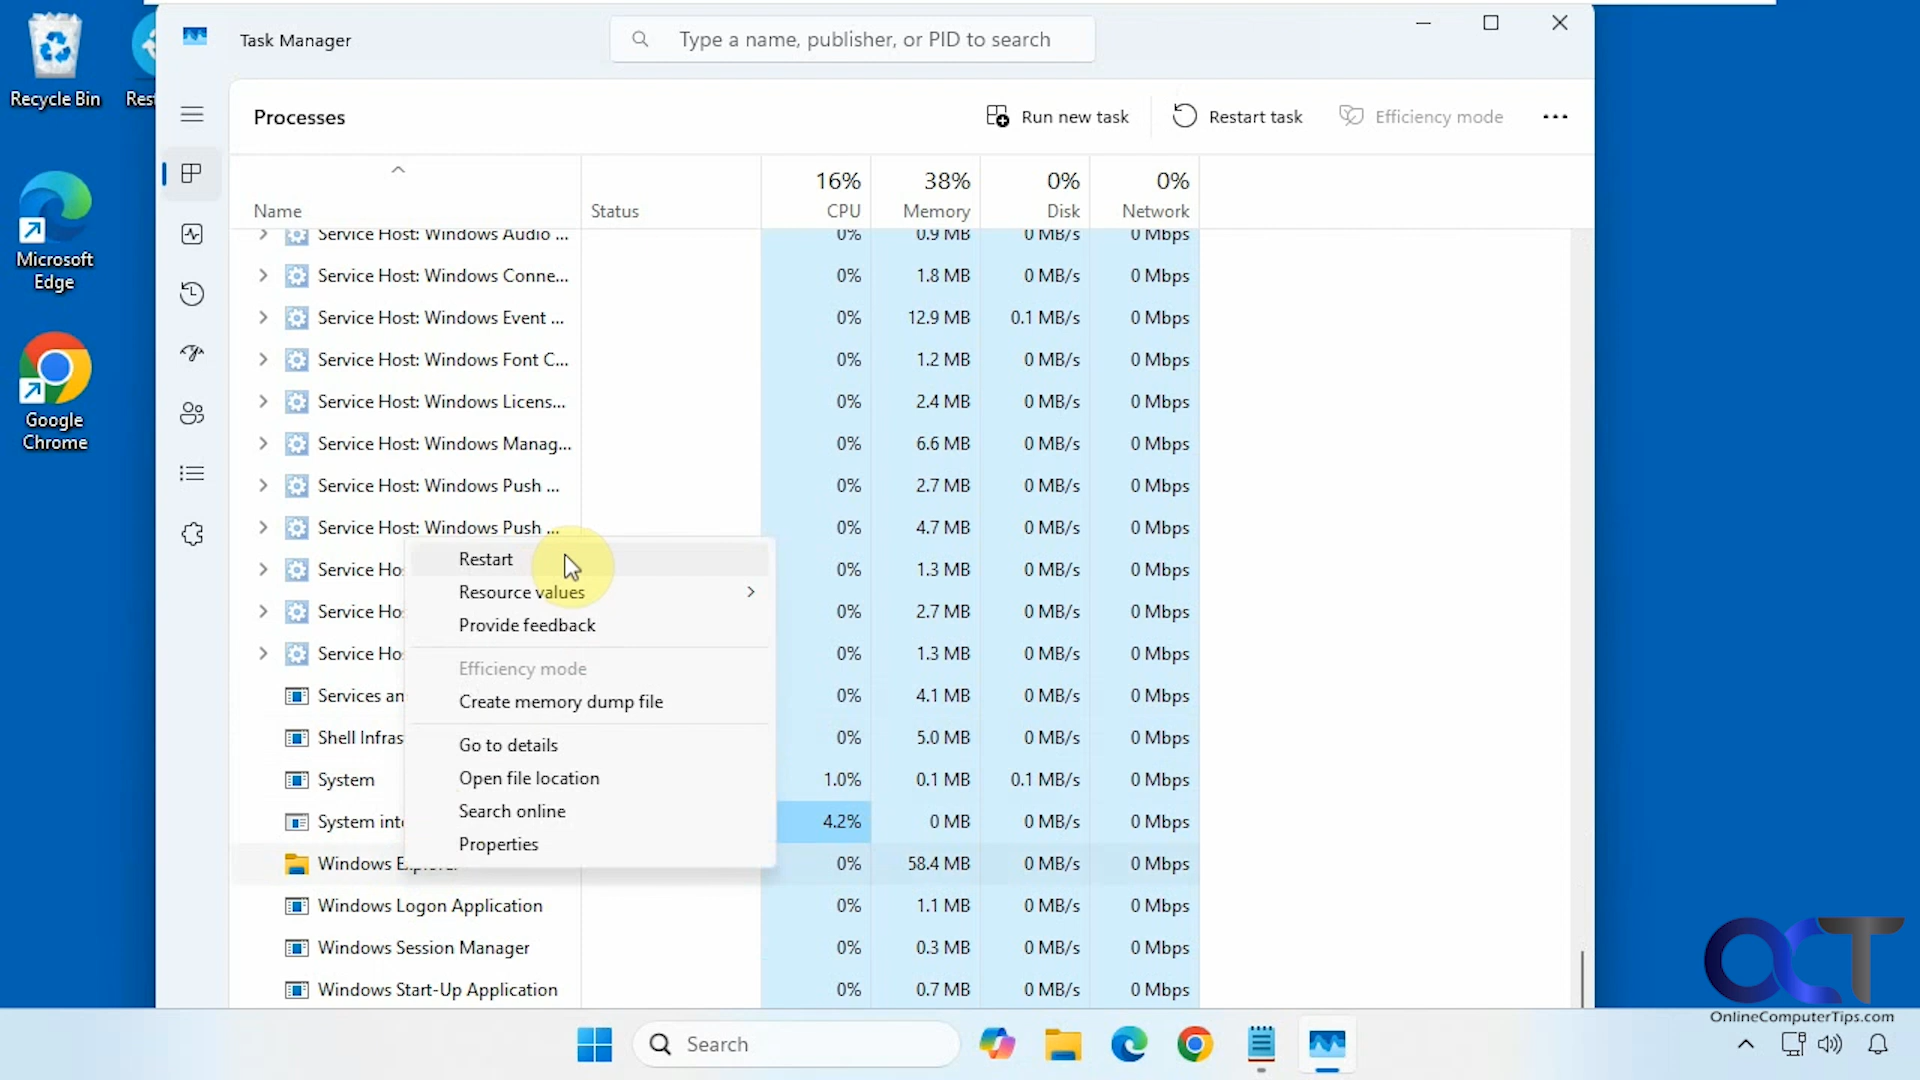 Recycle Bin
Rest
Microsoft
Edge
Google
Chrome
Task Manager
Type a name, publisher, or PID to search
Processes
Run new task
Restart task
Efficiency mode
16% 38% 0% 0%
Name Status CPU Memory Disk Network
Service Host: Windows Audio ... 0% 0.9 MB 0 MB/s 0 Mbps
Service Host: Windows Conne... 0% 1.8 MB 0 MB/s 0 Mbps
Service Host: Windows Event ... 0% 12.9 MB 0.1 MB/s 0 Mbps
Service Host: Windows Font C... 0% 1.2 MB 0 MB/s 0 Mbps
Service Host: Windows Licens... 0% 2.4 MB 0 MB/s 0 Mbps
Service Host: Windows Manag... 0% 6.6 MB 0 MB/s 0 Mbps
Service Host: Windows Push ... 0% 2.7 MB 0 MB/s 0 Mbps
Service Host: Windows Push ... 0% 4.7 MB 0 MB/s 0 Mbps
Service Ho 0% 1.3 MB 0 MB/s 0 Mbps
Service Ho 0% 2.7 MB 0 MB/s 0 Mbps
Service Ho 0% 1.3 MB 0 MB/s 0 Mbps
Services an 0% 4.1 MB 0 MB/s 0 Mbps
Shell Infras 0% 5.0 MB 0 MB/s 0 Mbps
System 1.0% 0.1 MB 0.1 MB/s 0 Mbps
System inte 4.2% 0 MB 0 MB/s 0 Mbps
Windows Explorer 0% 58.4 MB 0 MB/s 0 Mbps
Windows Logon Application 0% 1.1 MB 0 MB/s 0 Mbps
Windows Session Manager 0% 0.3 MB 0 MB/s 0 Mbps
Windows Start-Up Application 0% 0.7 MB 0 MB/s 0 Mbps
Restart
Resource values
Provide feedback
Efficiency mode
Create memory dump file
Go to details
Open file location
Search online
Properties
OCT
OnlineComputerTips.com
Search